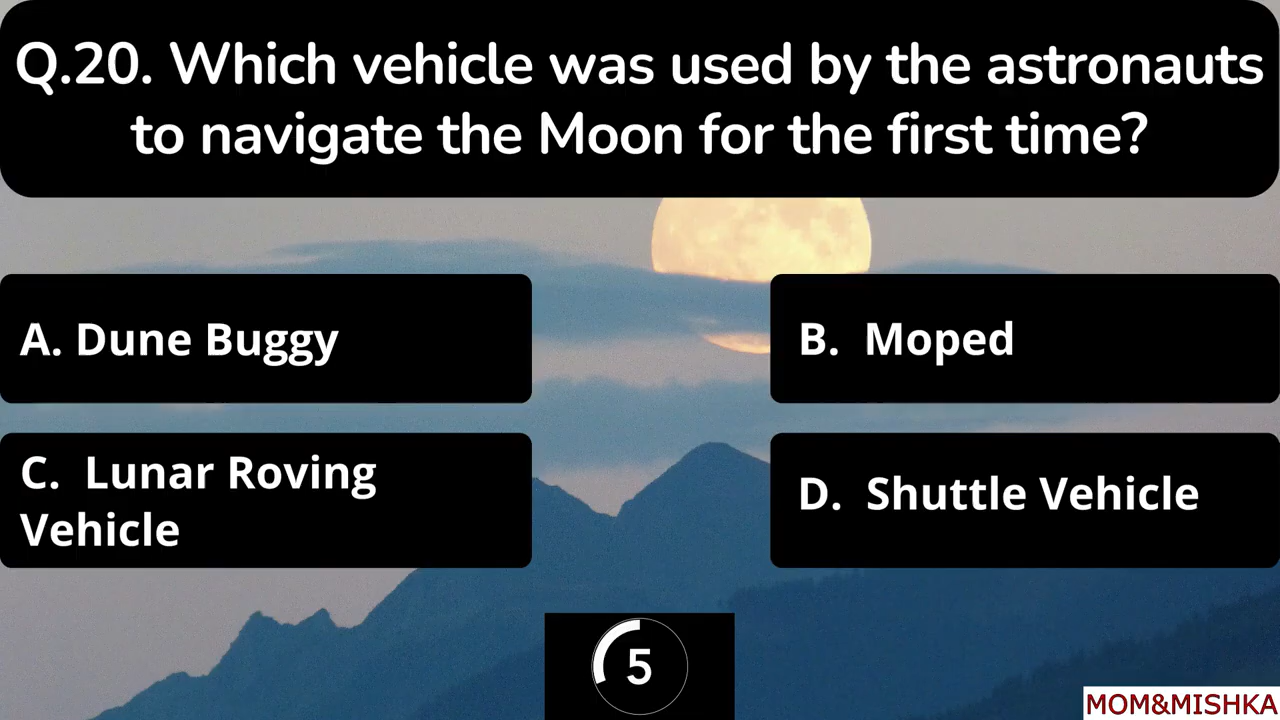 Q.20. Which vehicle was used by the astronauts
to navigate the Moon for the first time?
A. Dune Buggy
B. Moped
C. Lunar Roving
Vehicle
D. Shuttle Vehicle
5
MOM&MISHKA